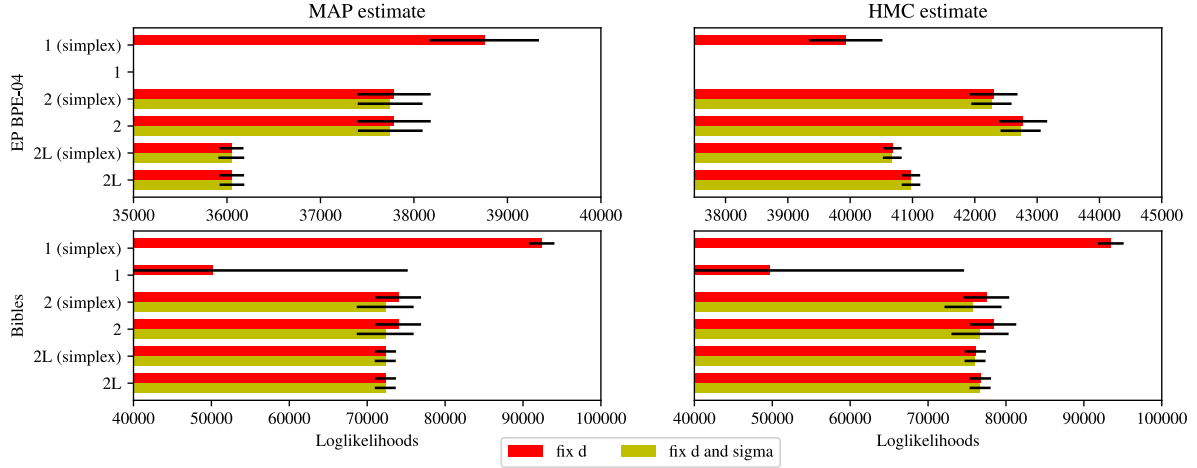 MAP estimate
HMC estimate
EP BPE-04
1 (simplex)
1
2 (simplex)
2
2L (simplex)
2L
35000 36000 37000 38000 39000 40000
38000 39000 40000 41000 42000 43000 44000 45000
Bibles
1 (simplex)
1
2 (simplex)
2
2L (simplex)
2L
40000 50000 60000 70000 80000 90000 100000
40000 50000 60000 70000 80000 90000 100000
Loglikelihoods
Loglikelihoods
fix d
fix d and sigma